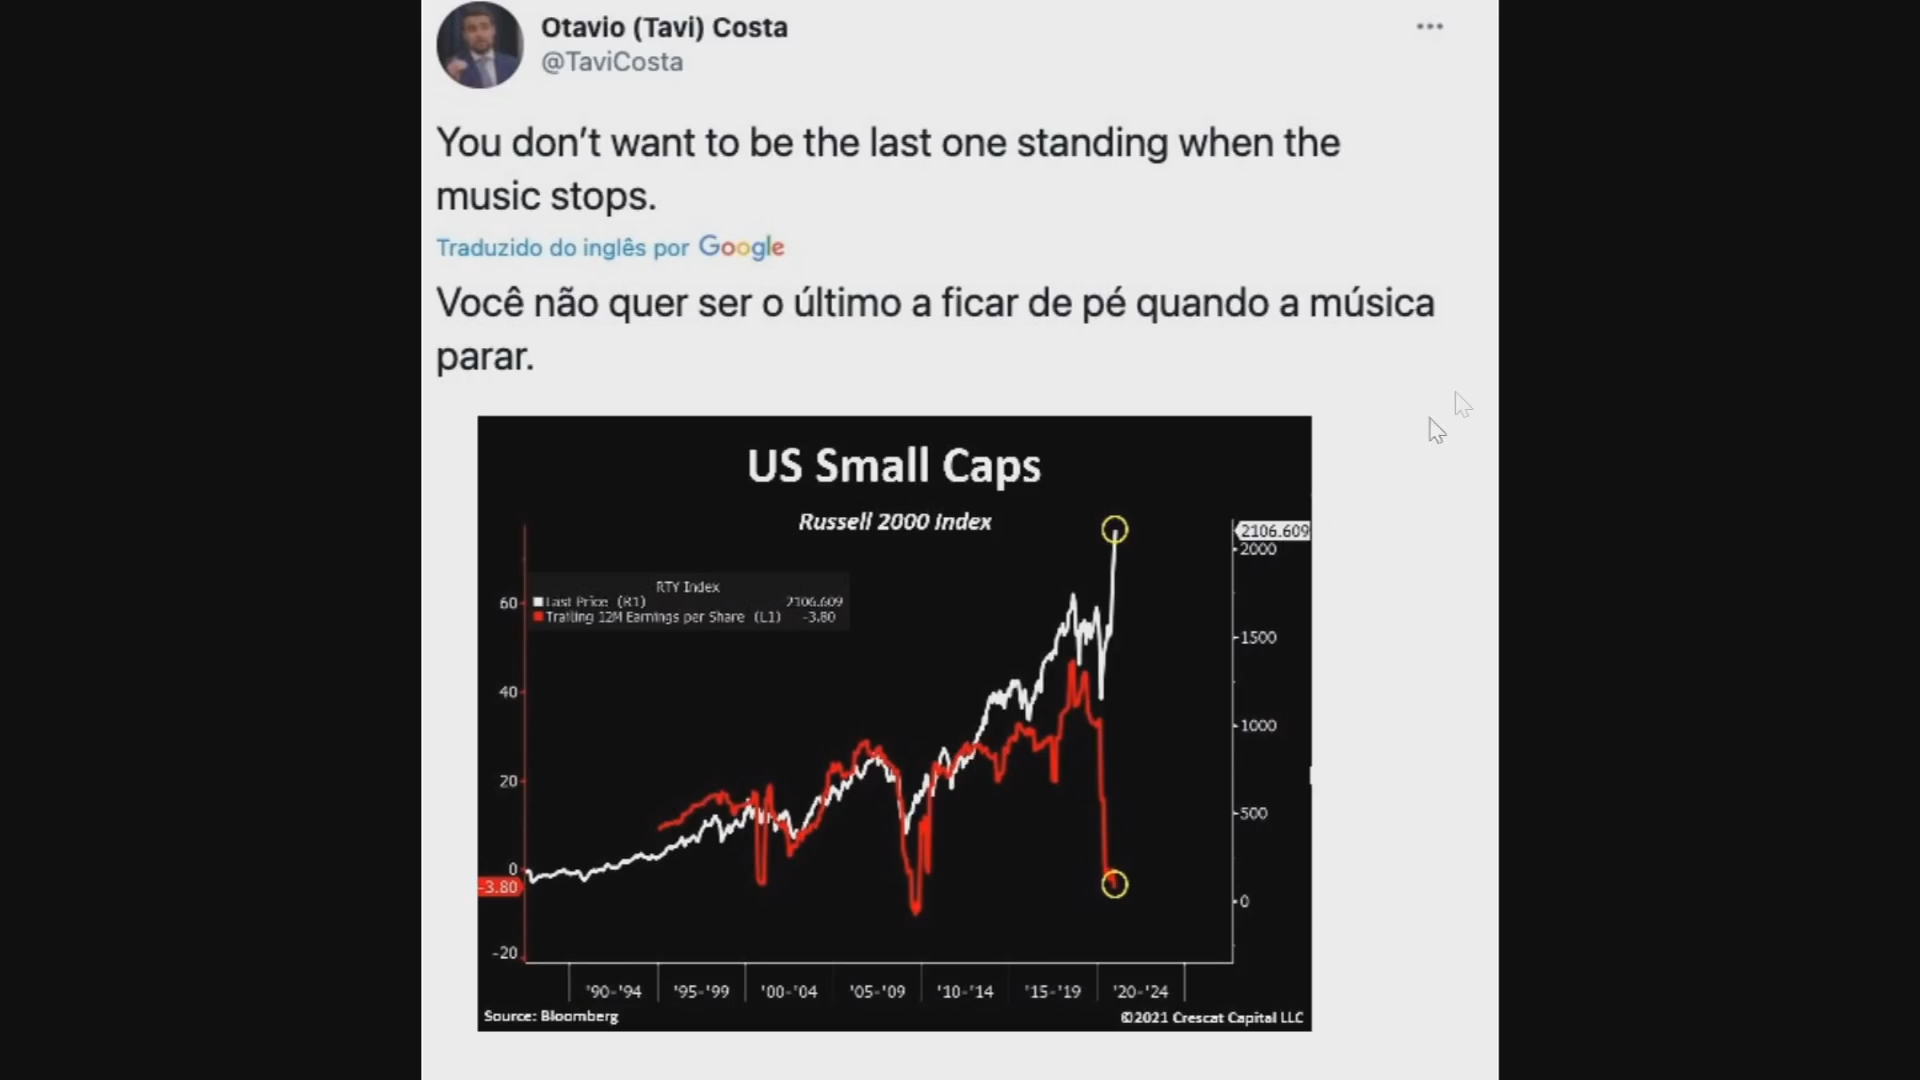 Otavio (Tavi) Costa
@TaviCosta
You don't want to be the last one standing when the
music stops.
Traduzido do inglês por Google
Você não quer ser o último a ficar de pé quando a música
parar.
US Small Caps
Russell 2000 Index
RTY Index
Last Price (R1) 2106.609
Trailing 12M Earnings per Share (L1) -3.80
60
40
20
0
-3.80
-20
2106.609
2000
1500
1000
500
0
'90-'94 '95-'99 '00-'04 '05-'09 '10-'14 '15-'19 '20-'24
Source: Bloomberg
©2021 Crescat Capital LLC